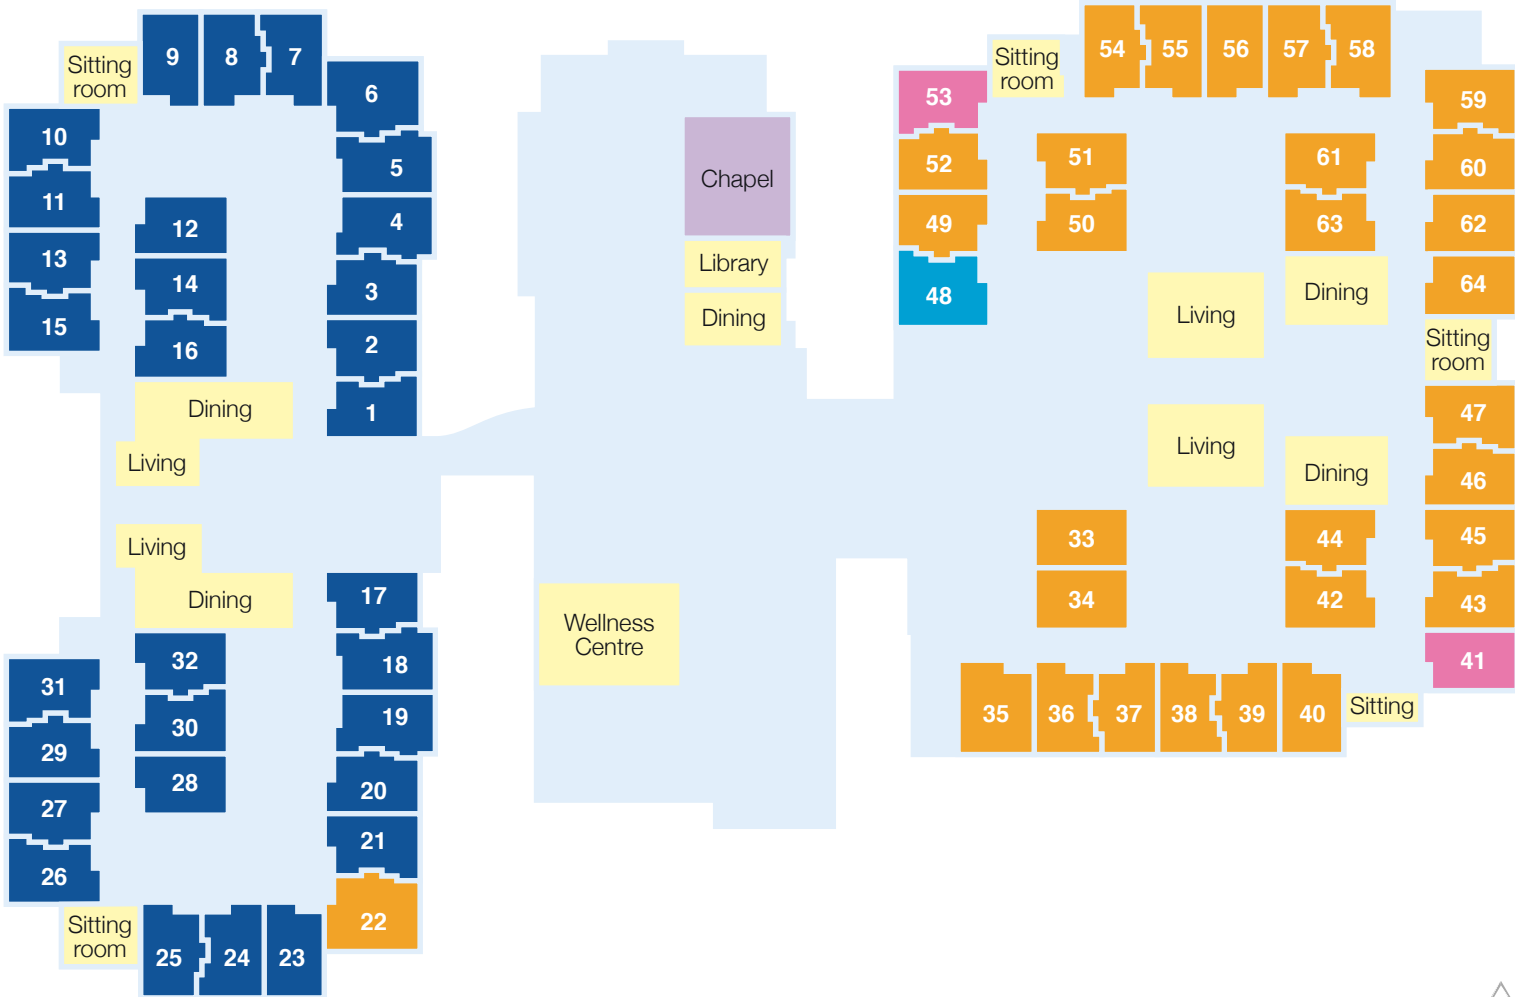 Sitting
room
9
8
7
6
10
5
11
12
4
13
14
3
15
16
2
Dining
1
Living
Living
Dining
17
32
18
31
30
19
29
28
20
27
21
26
22
Sitting
room
25
24
23
Chapel
Library
Dining
Wellness
Centre
53
Sitting
room
54
55
56
57
58
59
52
51
61
60
49
50
63
62
48
Living
Dining
64
Sitting
room
Living
Dining
47
46
33
44
45
34
42
43
41
35
36
37
38
39
40
Sitting